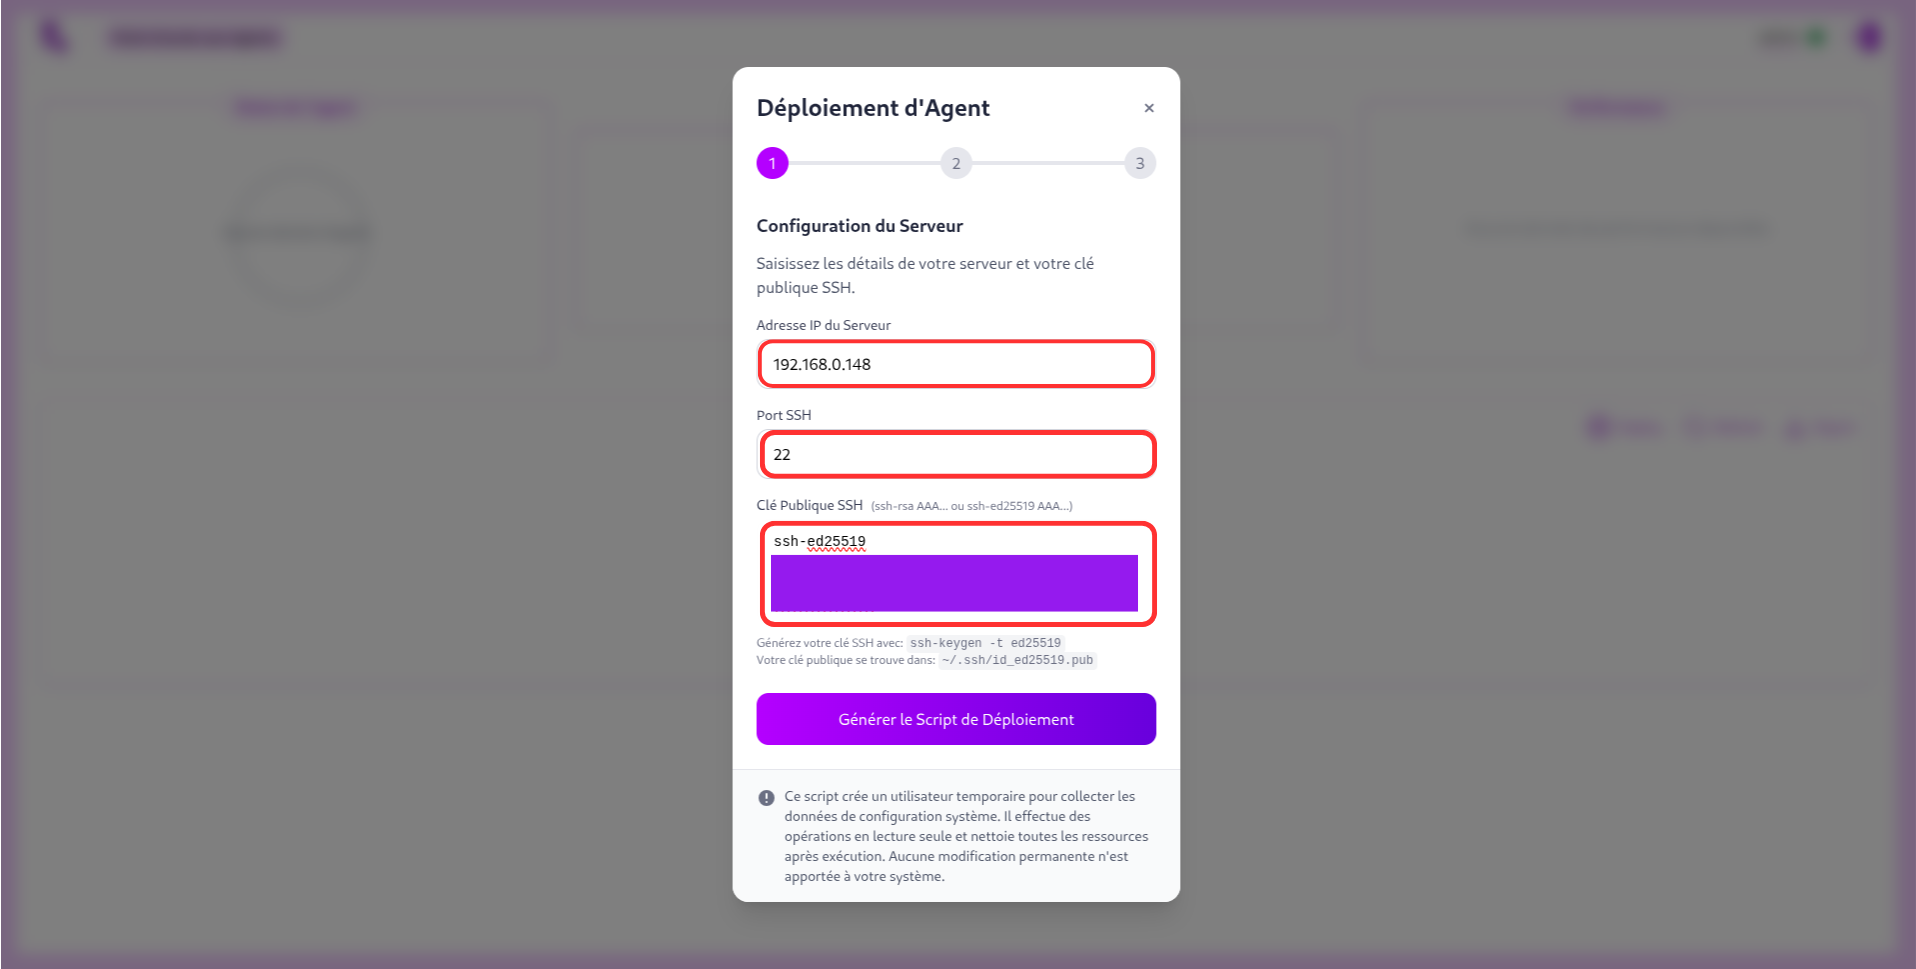 Déploiement d'Agent ×
1 2 3
Configuration du Serveur
Saisissez les détails de votre serveur et votre clé
publique SSH.
Adresse IP du Serveur
192.168.0.148
Port SSH
22
Clé Publique SSH (ssh-rsa AAA... ou ssh-ed25519 AAA...)
ssh-ed25519
Générez votre clé SSH avec: ssh-keygen -t ed25519
Votre clé publique se trouve dans: ~/.ssh/id_ed25519.pub
Générer le Script de Déploiement
Ce script crée un utilisateur temporaire pour collecter les
données de configuration système. Il effectue des
opérations en lecture seule et nettoie toutes les ressources
après exécution. Aucune modification permanente n'est
apportée à votre système.